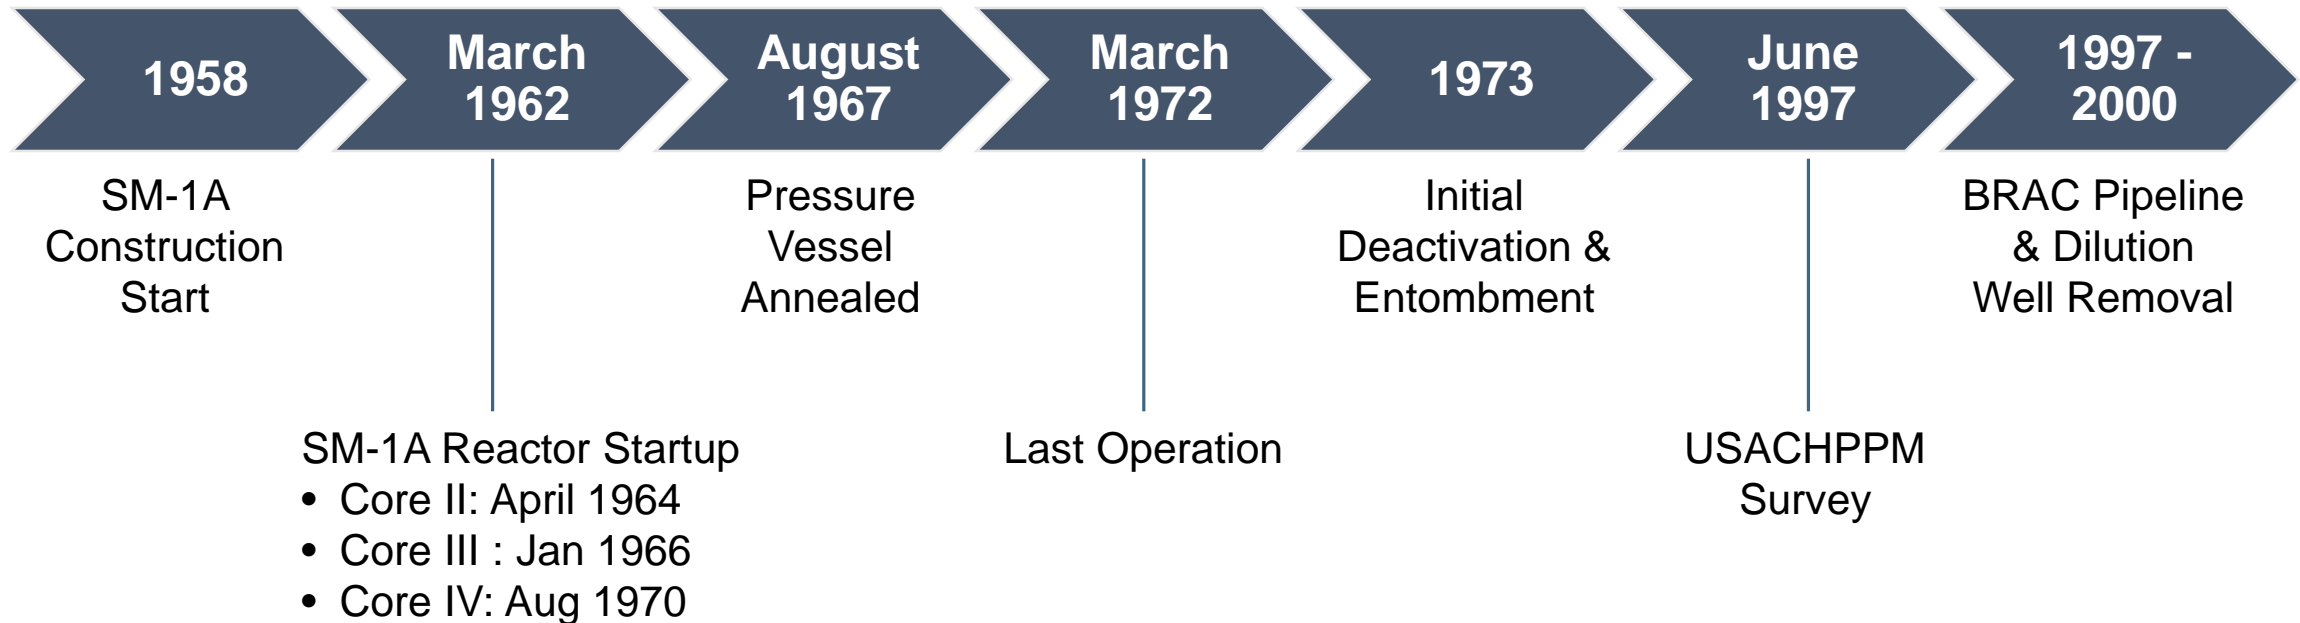 1958
March
1962
August
1967
March
1972
1973
June
1997
1997 -
2000
SM-1A
Construction
Start
Pressure
Vessel
Annealed
Initial
Deactivation &
Entombment
BRAC Pipeline
& Dilution
Well Removal
SM-1A Reactor Startup
• Core II: April 1964
• Core III : Jan 1966
• Core IV: Aug 1970
Last Operation
USACHPPM
Survey